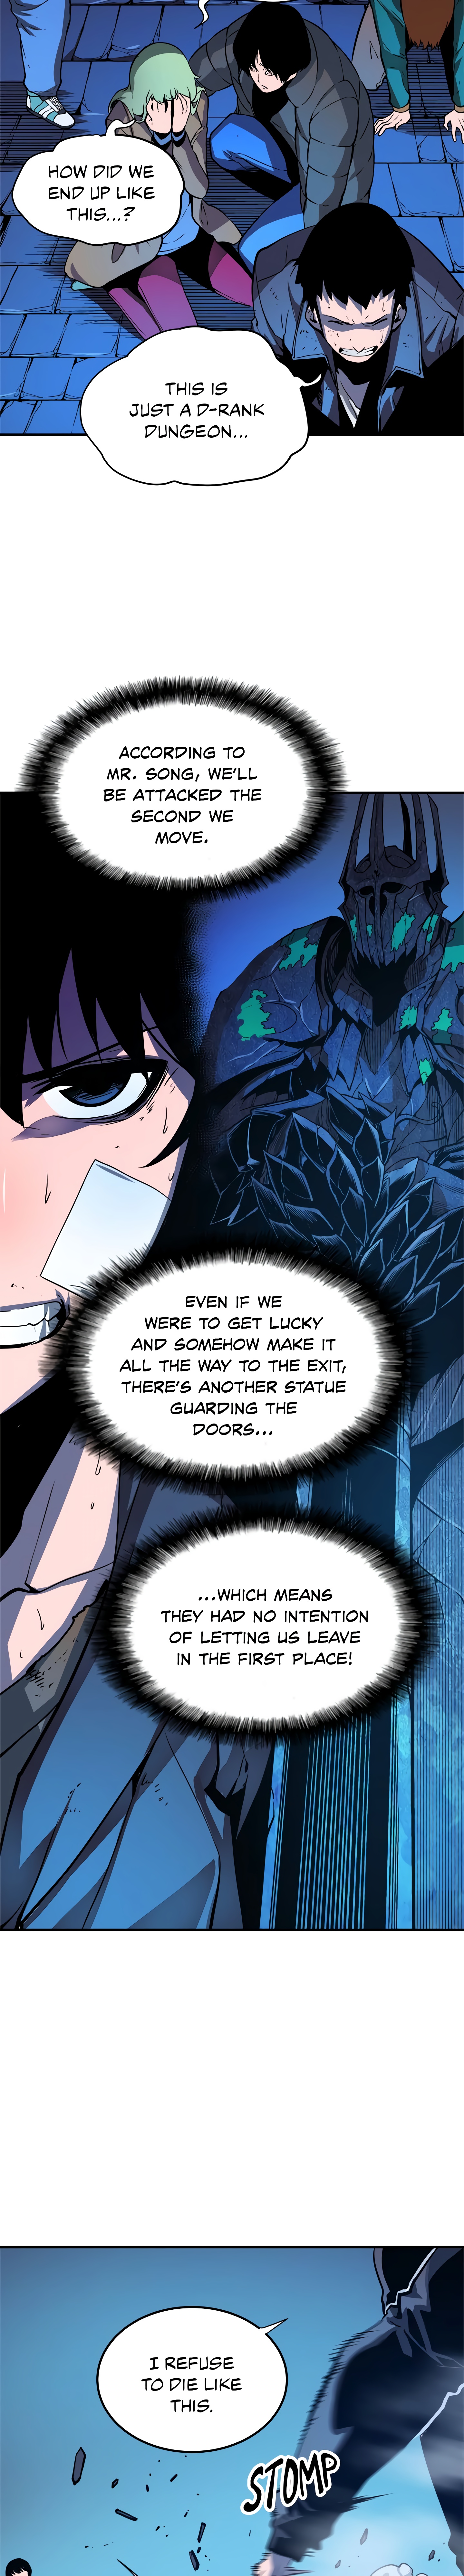 HOW DID WE
END UP LIKE
THIS...?
THIS IS
JUST A D-RANK
DUNGEON...
ACCORDING TO
MR. SONG, WE'LL
BE ATTACKED THE
SECOND WE
MOVE.
EVEN IF WE
WERE TO GET LUCKY
AND SOMEHOW MAKE IT
ALL THE WAY TO THE EXIT,
THERE'S ANOTHER STATUE
GUARDING THE
DOORS...
...WHICH MEANS
THEY HAD NO INTENTION
OF LETTING US LEAVE
IN THE FIRST PLACE!
I REFUSE
TO DIE LIKE
THIS.
STOMP